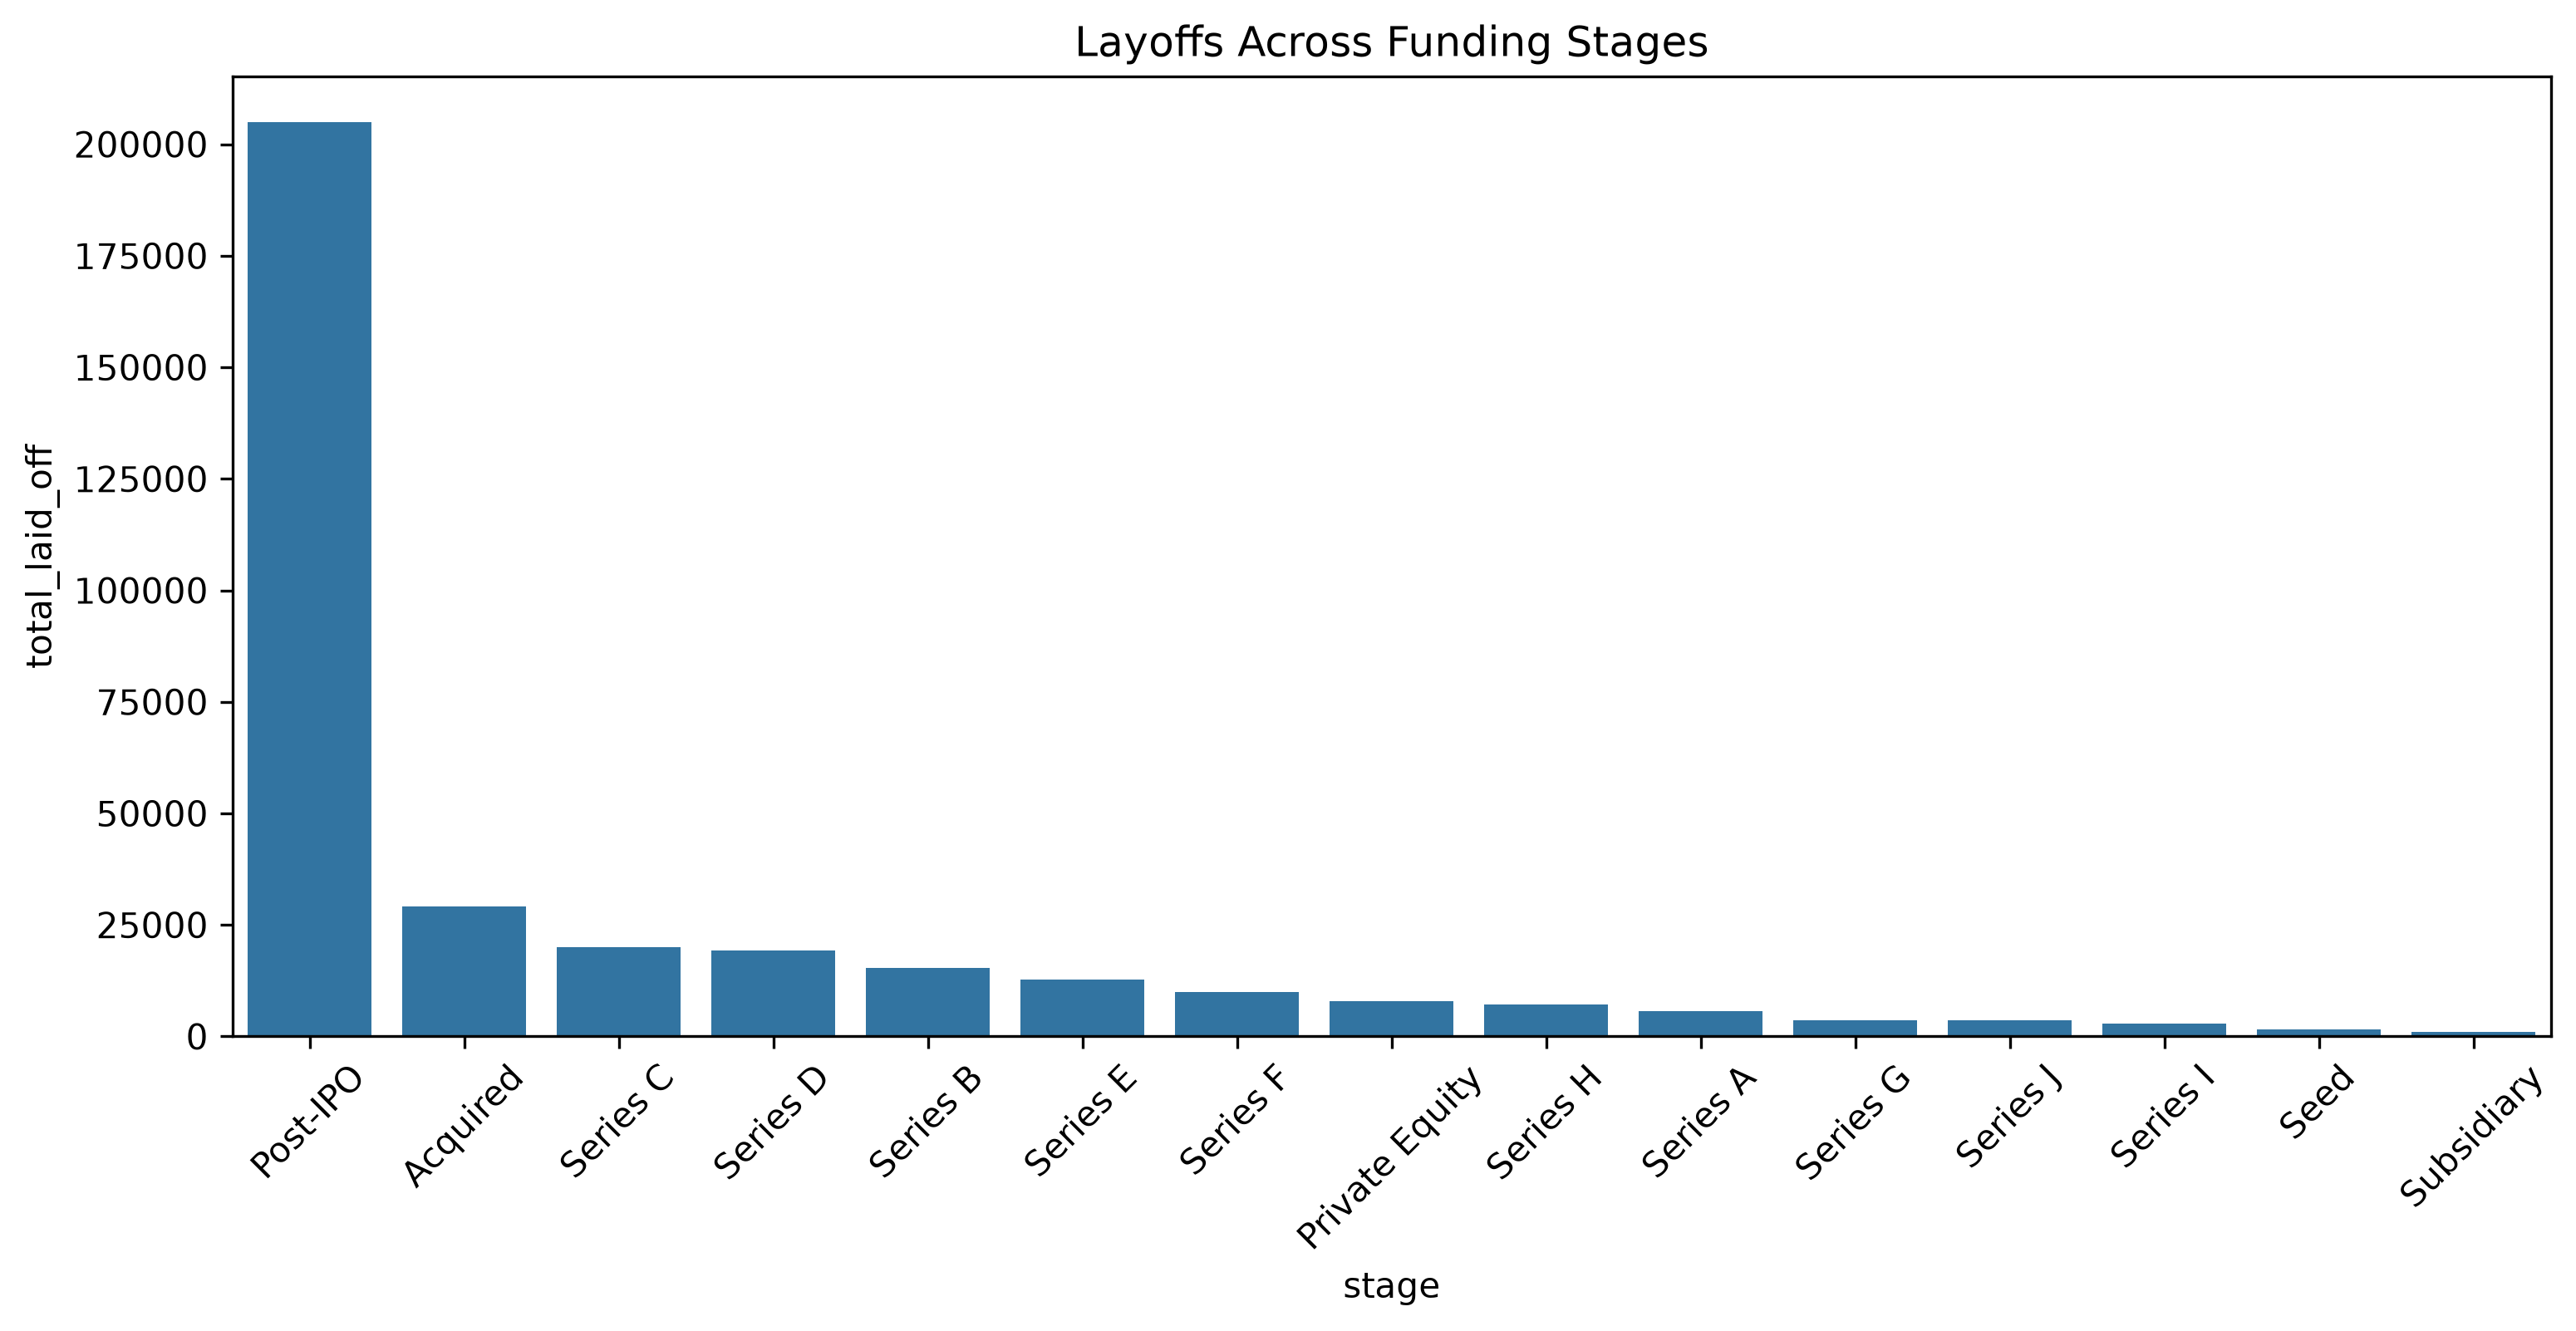 Layoffs Across Funding Stages
total_laid_off
200000
175000
150000
125000
100000
75000
50000
25000
0
Post-IPO
Acquired
Series C
Series D
Series B
Series E
Series F
Private Equity
Series H
Series A
Series G
Series J
Series I
Seed
Subsidiary
stage